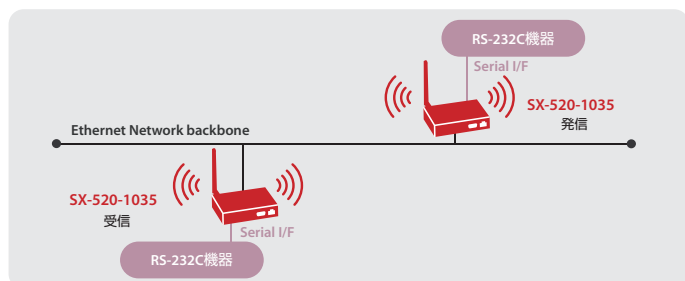 RS-232C機器
Serial I/F
SX-520-1035
発信
Ethernet Network backbone
SX-520-1035
受信
Serial I/F
RS-232C機器